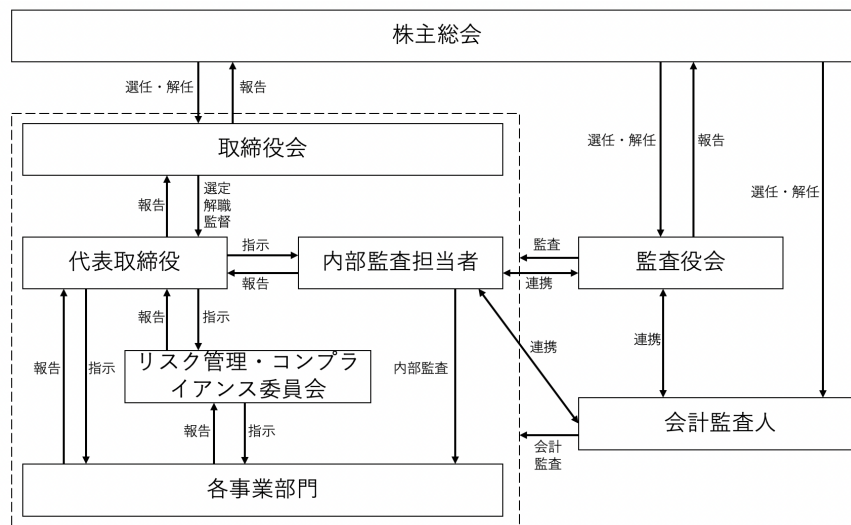 株主総会
選任・解任
報告
取締役会
選任・解任
報告
選任・解任
報告
選定
解職
監督
代表取締役
指示
報告
内部監査担当者
監査
連携
監査役会
報告
指示
報告
指示
リスク管理・コンプラ
イアンス委員会
内部監査
連携
連携
報告
指示
会計監査人
会計
監査
各事業部門